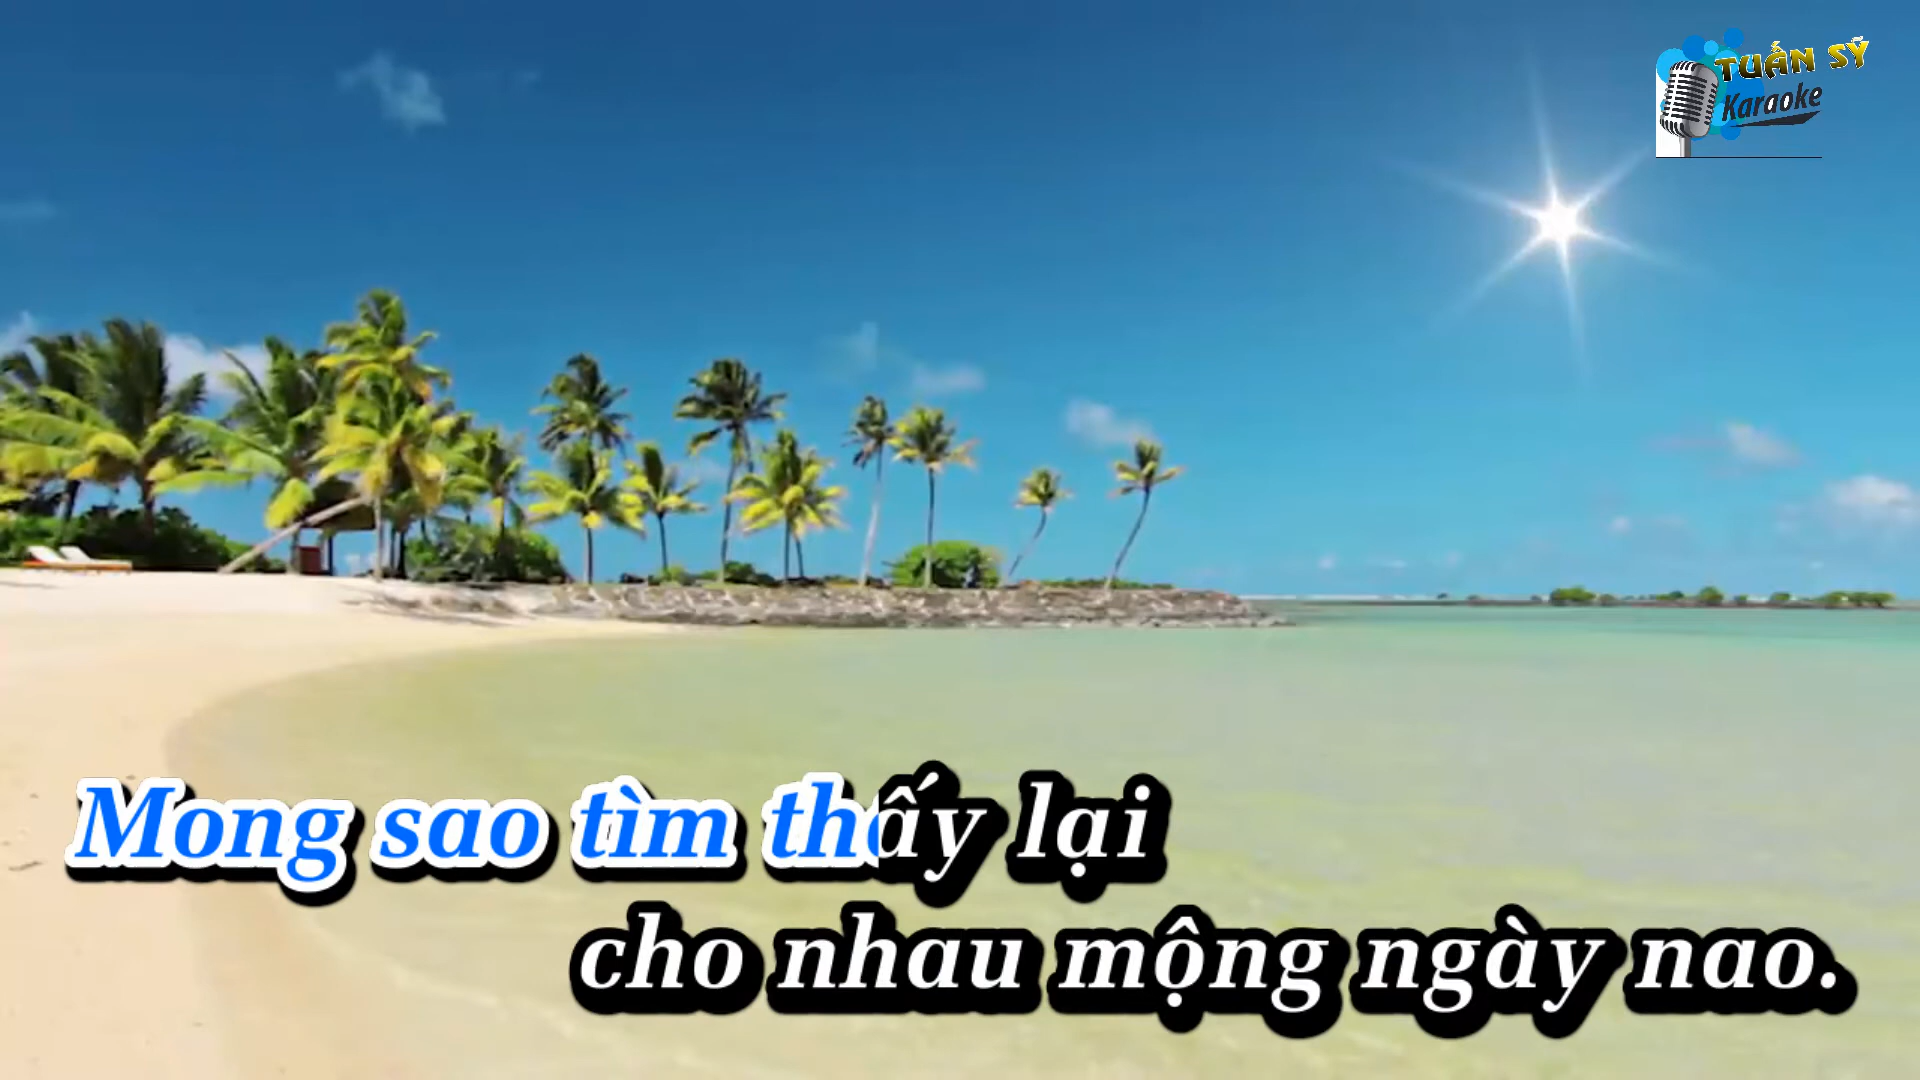 TUẤN SỸ
Karaoke
Mong sao tìm thấy lại
cho nhau mộng ngày nao.